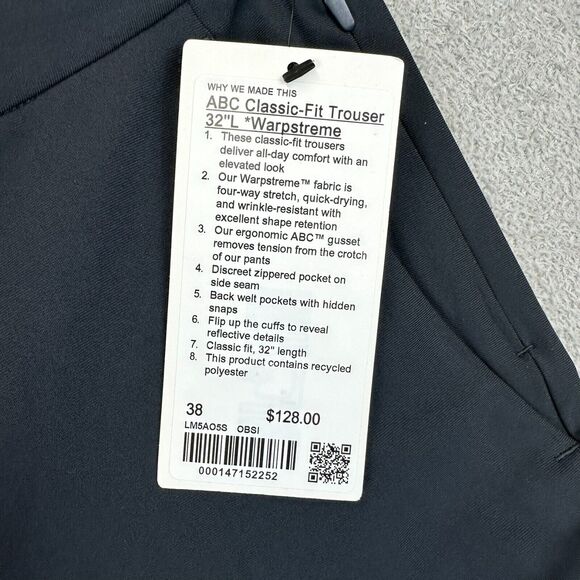 WHY WE MADE THIS
ABC Classic-Fit Trouser
32"L *Warpstreme
1. These classic-fit trousers
deliver all-day comfort with an
elevated look
2. Our Warpstreme™ fabric is
four-way stretch, quick-drying,
and wrinkle-resistant with
excellent shape retention
3. Our ergonomic ABC™ gusset
removes tension from the crotch
of our pants
4. Discreet zippered pocket on
side seam
5. Back welt pockets with hidden
snaps
6. Flip up the cuffs to reveal
reflective details
7. Classic fit, 32" length
8. This product contains recycled
polyester
38 $128.00
LM5AO5S OBSI
000147152252